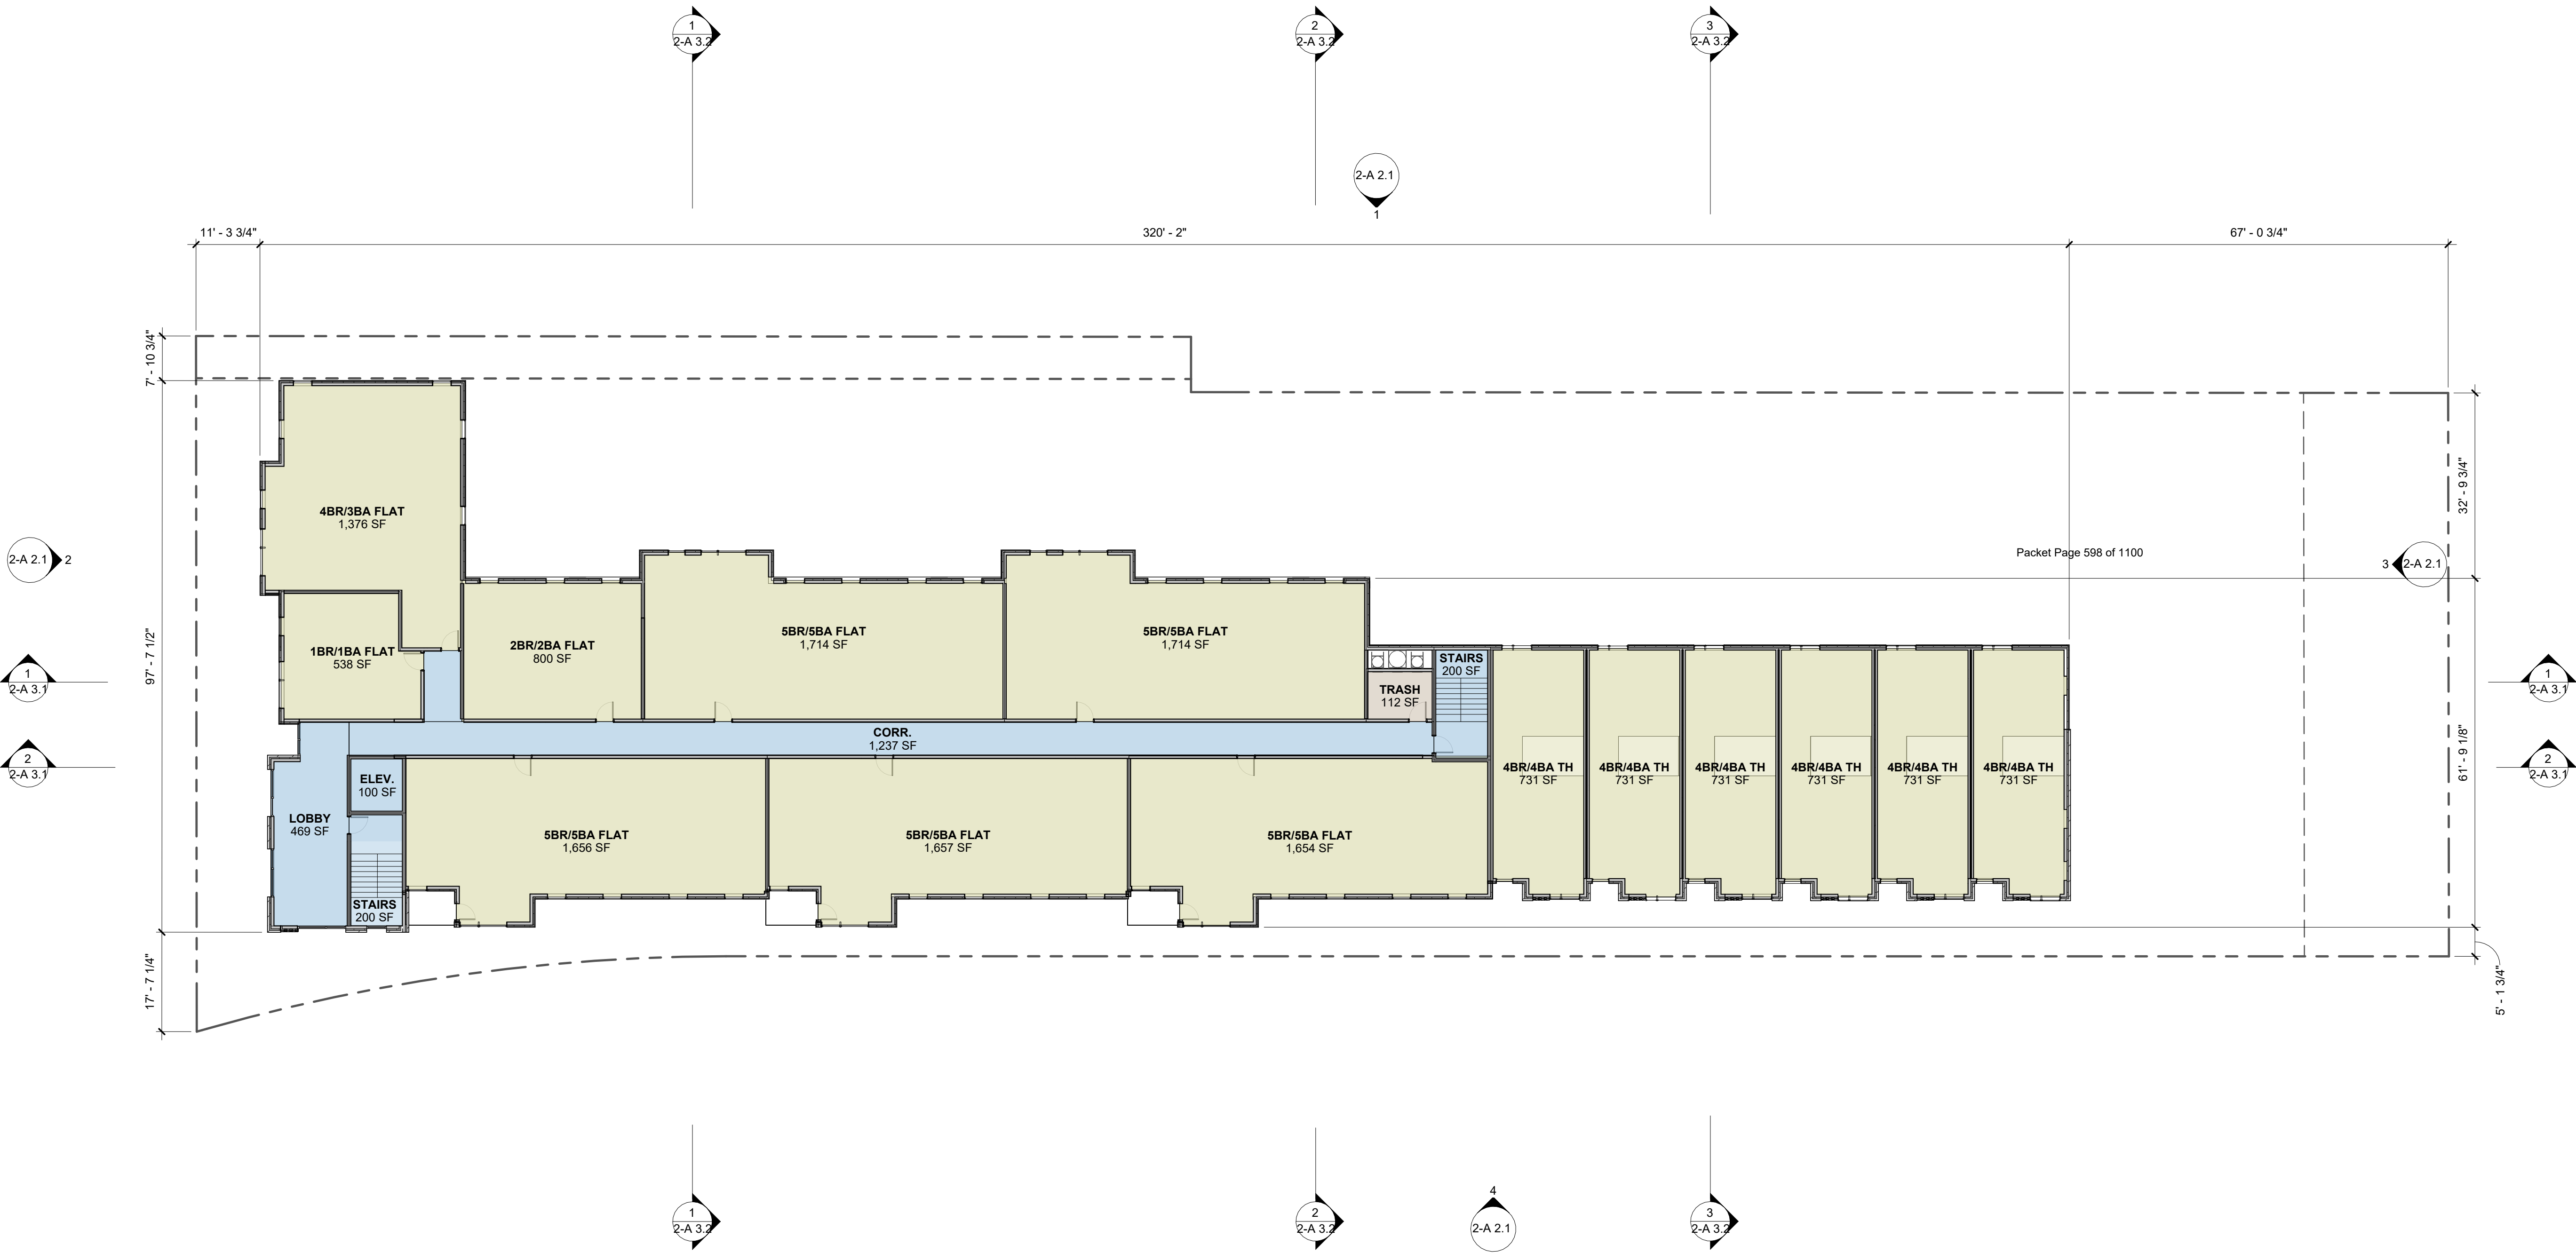 1
2-A 3.2
2
2-A 3.2
3
2-A 3.2
2-A 2.1
1
11' - 3 3/4"
320' - 2"
67' - 0 3/4"
7' - 10 3/4"
97' - 7 1/2"
17' - 7 1/4"
32' - 9 3/4"
61' - 9 1/8"
5' - 1 3/4"
4BR/3BA FLAT
1,376 SF
2-A 2.1
2
Packet Page 598 of 1100
3
2-A 2.1
1BR/1BA FLAT
538 SF
2BR/2BA FLAT
800 SF
5BR/5BA FLAT
1,714 SF
5BR/5BA FLAT
1,714 SF
STAIRS
200 SF
TRASH
112 SF
1
2-A 3.1
1
2-A 3.1
CORR.
1,237 SF
2
2-A 3.1
2
2-A 3.1
ELEV.
100 SF
LOBBY
469 SF
STAIRS
200 SF
5BR/5BA FLAT
1,656 SF
5BR/5BA FLAT
1,657 SF
5BR/5BA FLAT
1,654 SF
4BR/4BA TH
731 SF
4BR/4BA TH
731 SF
4BR/4BA TH
731 SF
4BR/4BA TH
731 SF
4BR/4BA TH
731 SF
4BR/4BA TH
731 SF
1
2-A 3.2
2
2-A 3.2
4
2-A 2.1
3
2-A 3.2